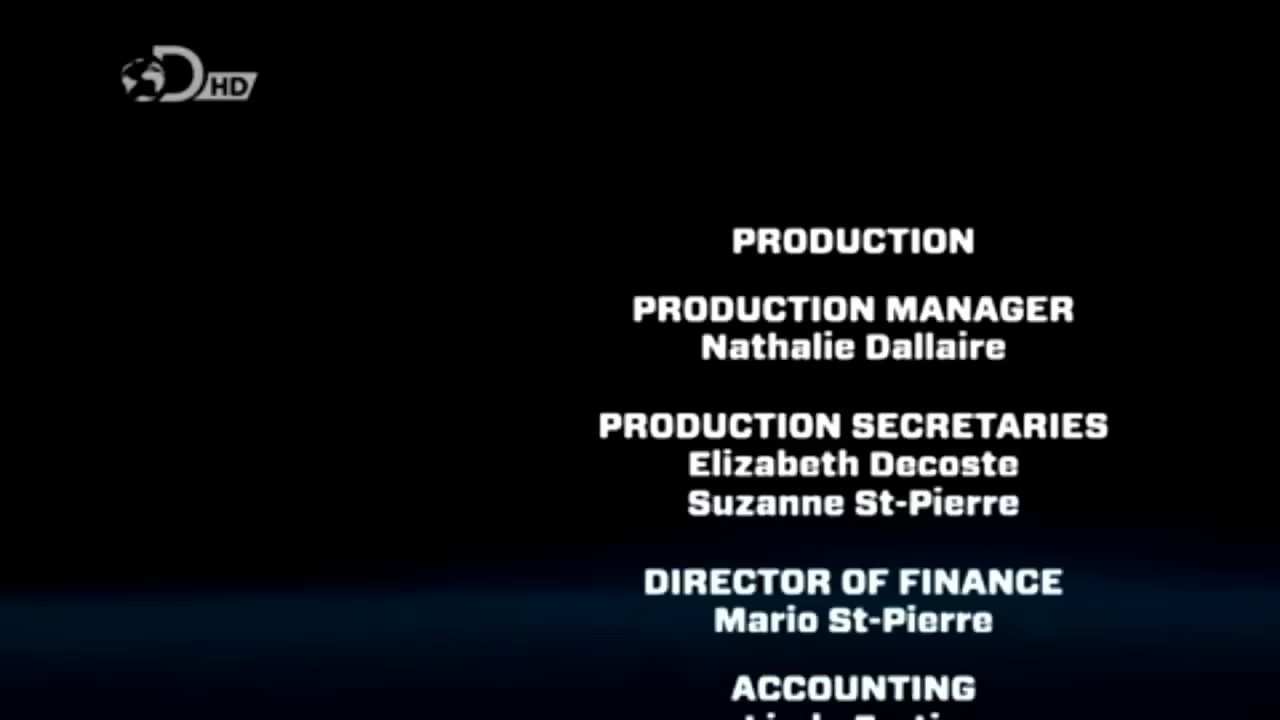 D HD
PRODUCTION
PRODUCTION MANAGER
Nathalie Dallaire
PRODUCTION SECRETARIES
Elizabeth Decoste
Suzanne St-Pierre
DIRECTOR OF FINANCE
Mario St-Pierre
ACCOUNTING